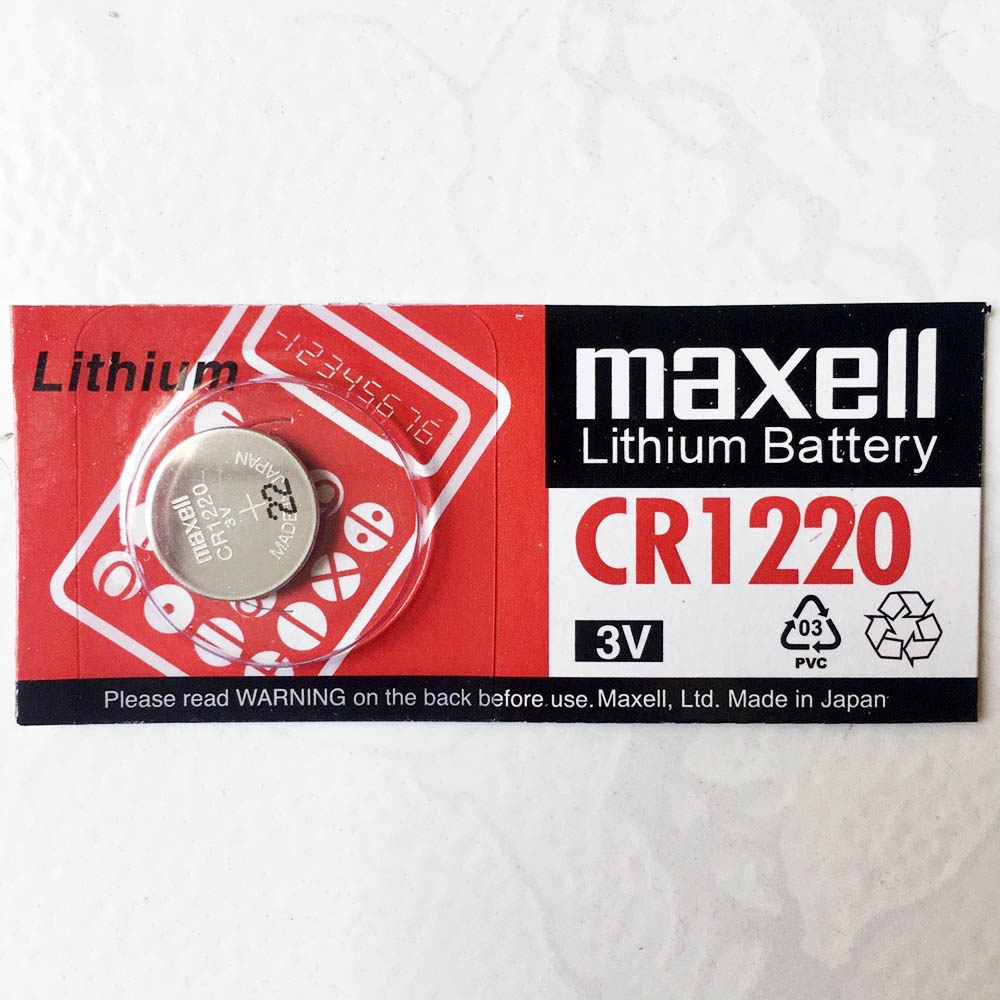 Lithium
-12345676
maxell
CR1220
3V
+
22
MADE JAPAN
maxell
Lithium Battery
CR1220
3V
03
PVC
Please read WARNING on the back before use. Maxell, Ltd. Made in Japan